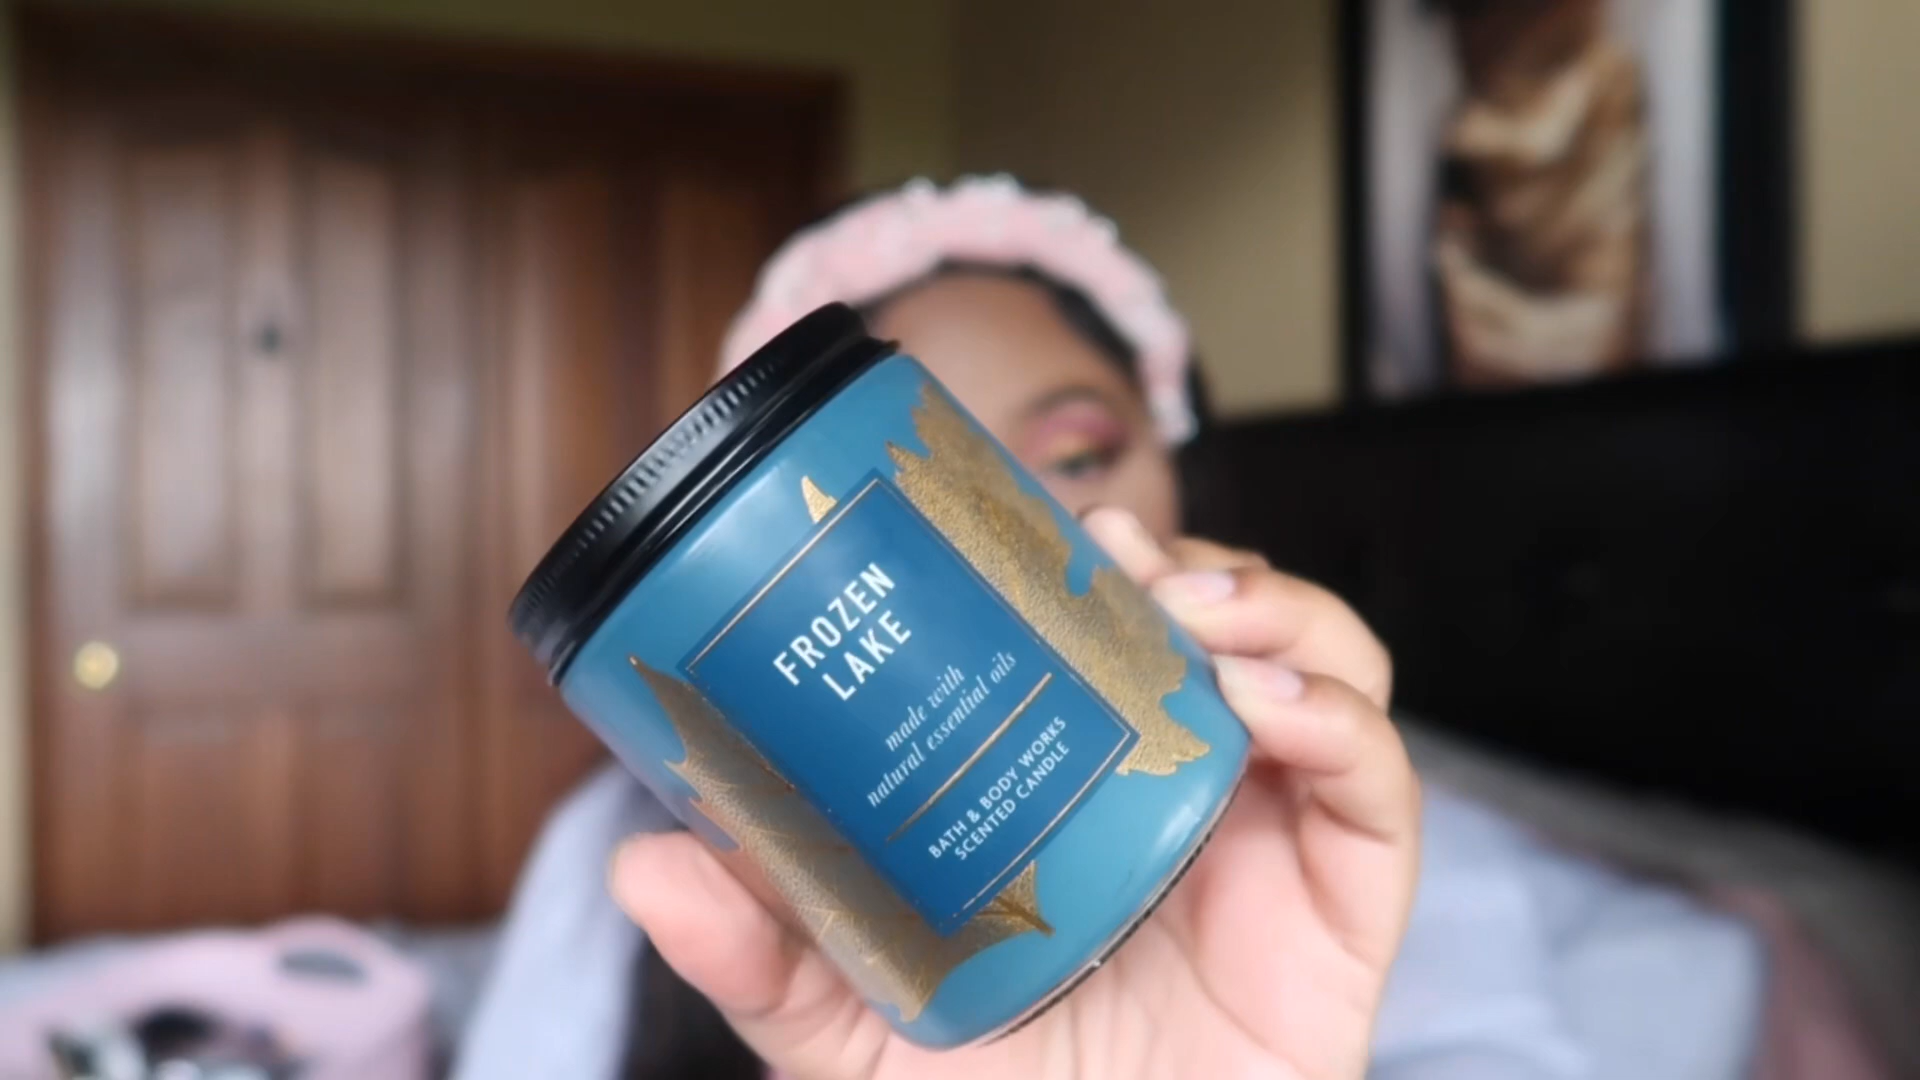 FROZEN
LAKE
made with
natural essential oils
BATH & BODY WORKS
SCENTED CANDLE